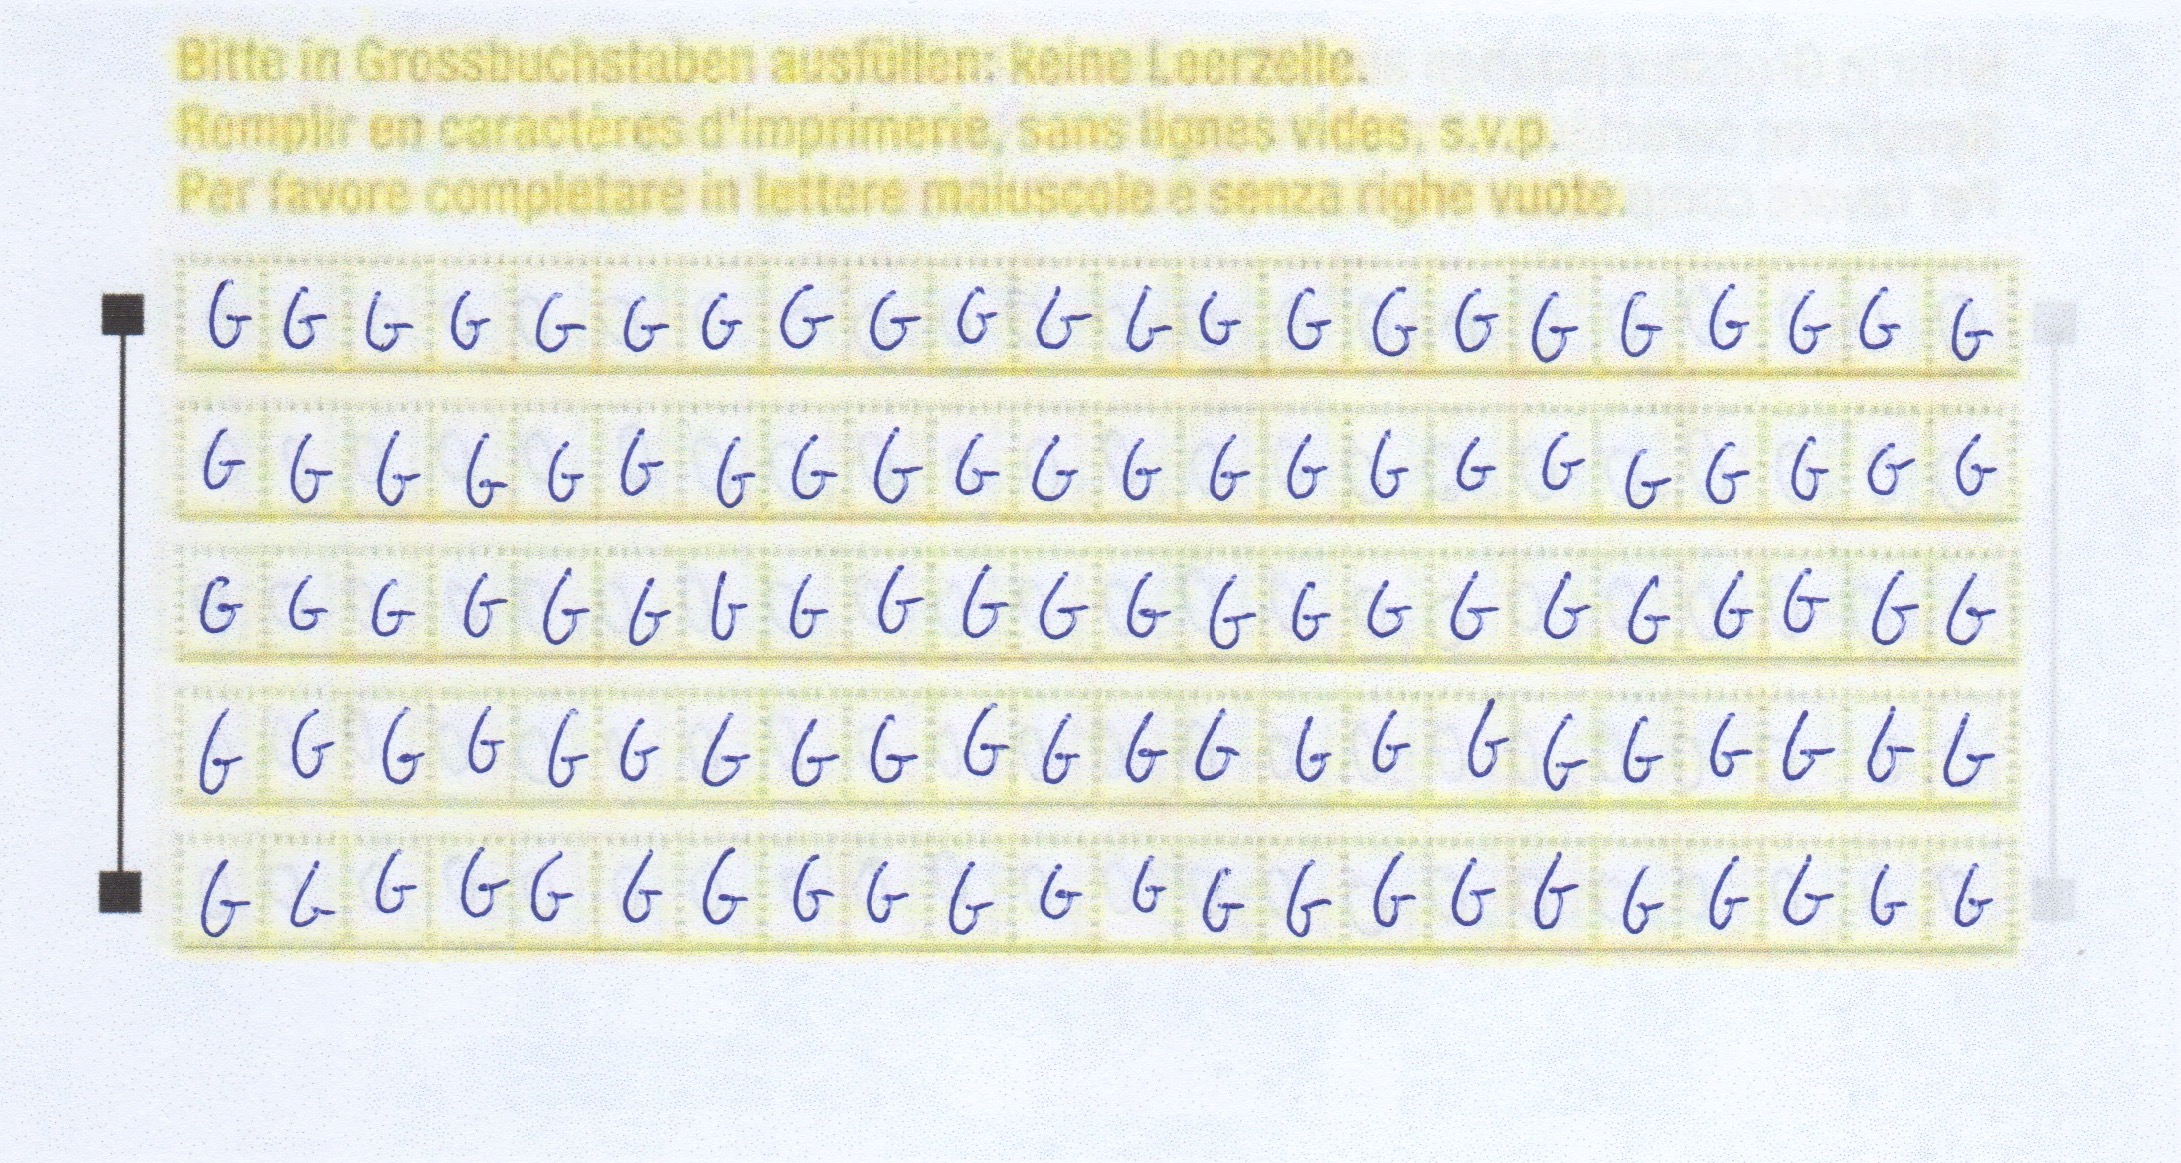 Bitte in Grossbuchstaben ausfüllen: keine Leerzeile.
Remplir en caractères d'imprimerie, sans lignes vides, s.v.p.
Per favore completare in lettere maiuscole e senza righe vuote.
G G G G G G G G G G G G G G G G G G G G G G
G G G G G G G G G G G G G G G G G G G G G G
G G G G G G G G G G G G G G G G G G G G G G
G G G G G G G G G G G G G G G G G G G G G G
G G G G G G G G G G G G G G G G G G G G G G